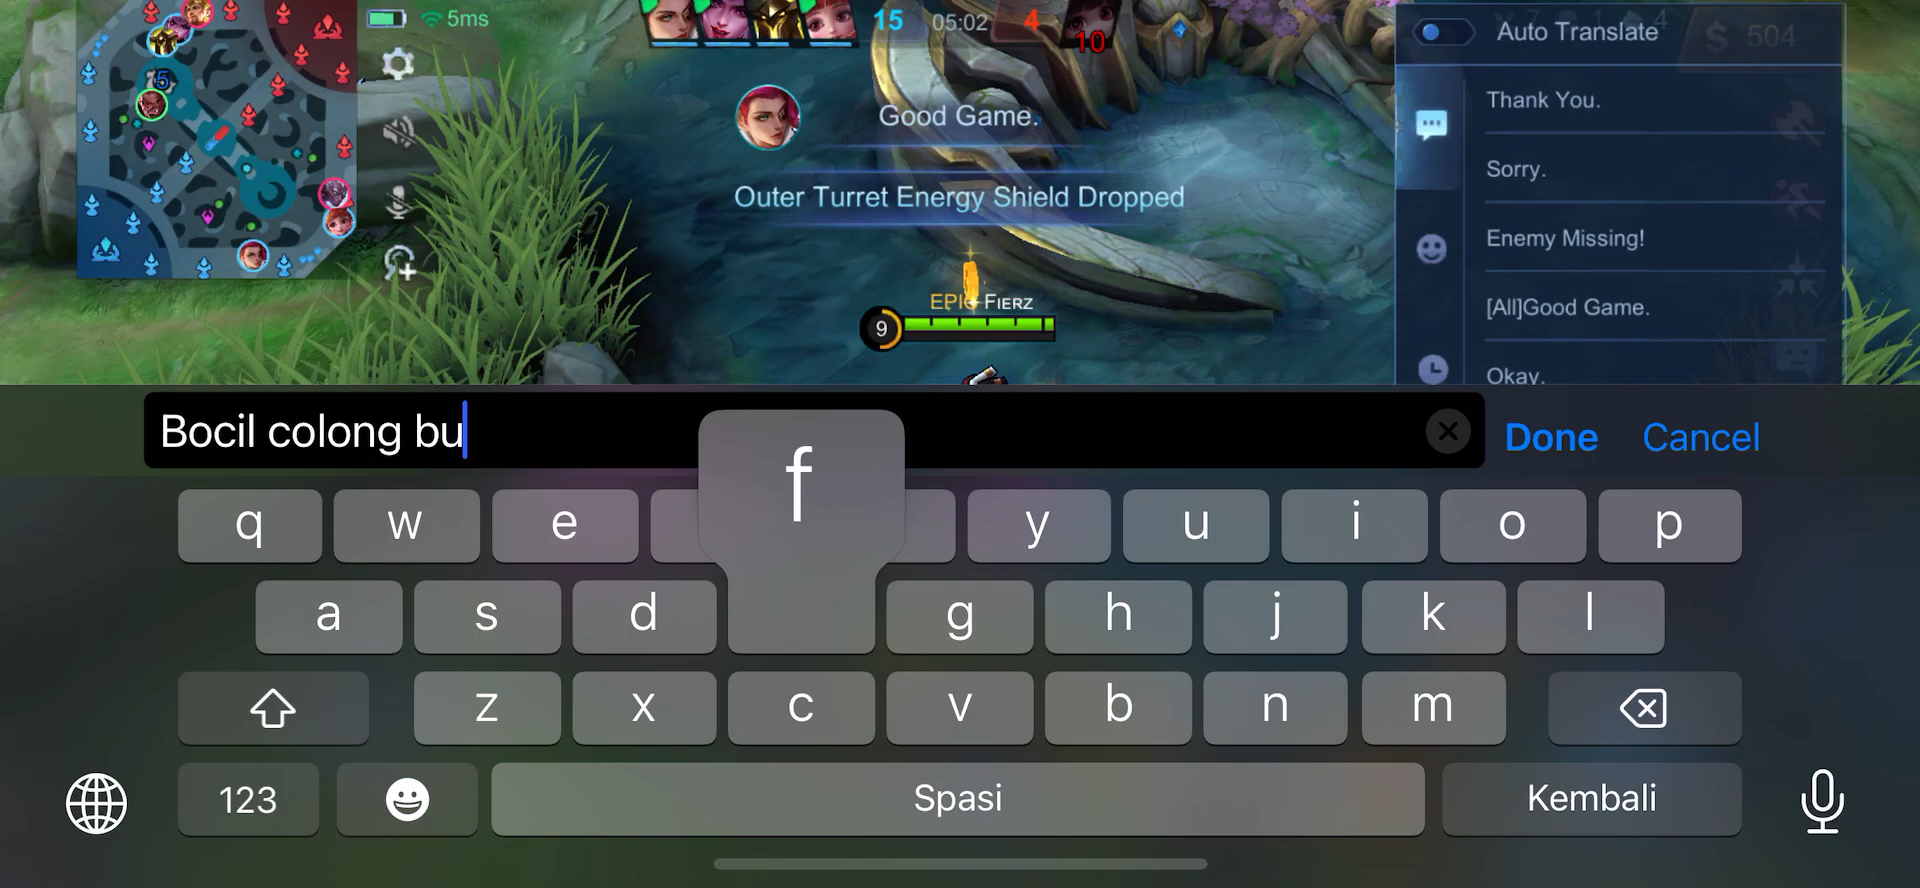 5ms
15 05:02 4
10
5
Auto Translate
504
Good Game.
Outer Turret Energy Shield Dropped
Thank You.
Sorry.
Enemy Missing!
[All]Good Game.
Okay.
FIERZ
9
Bocil colong bu
Done Cancel
f
q w e y u i o p
a s d g h j k l
z x c v b n m
123 Spasi Kembali